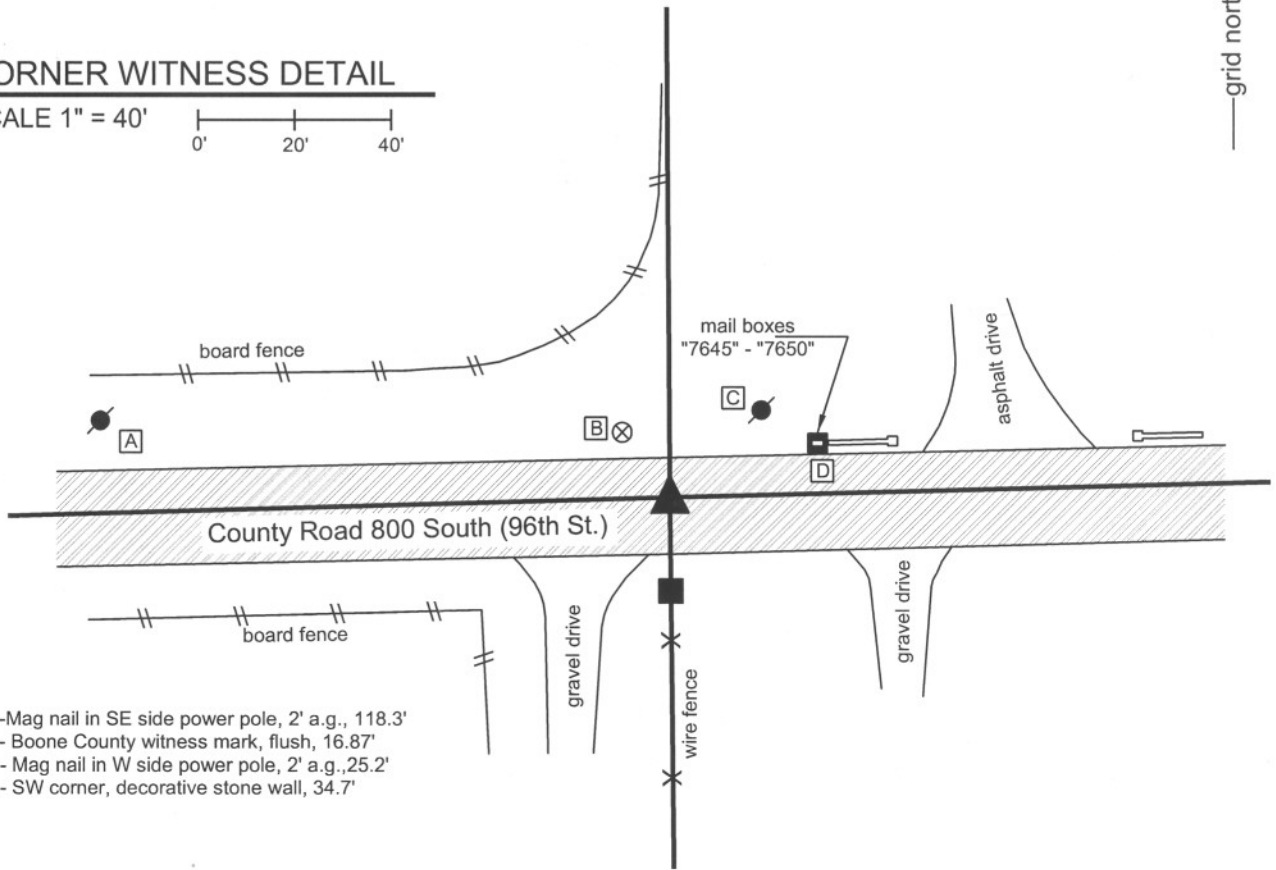 ORNER WITNESS DETAIL
CALE 1" = 40'
0' 20' 40'
grid nort
mail boxes
"7645" - "7650"
board fence
asphalt drive
A
B
C
D
County Road 800 South (96th St.)
board fence
gravel drive
wire fence
gravel drive
-Mag nail in SE side power pole, 2' a.g., 118.3'
- Boone County witness mark, flush, 16.87'
- Mag nail in W side power pole, 2' a.g.,25.2'
- SW corner, decorative stone wall, 34.7'